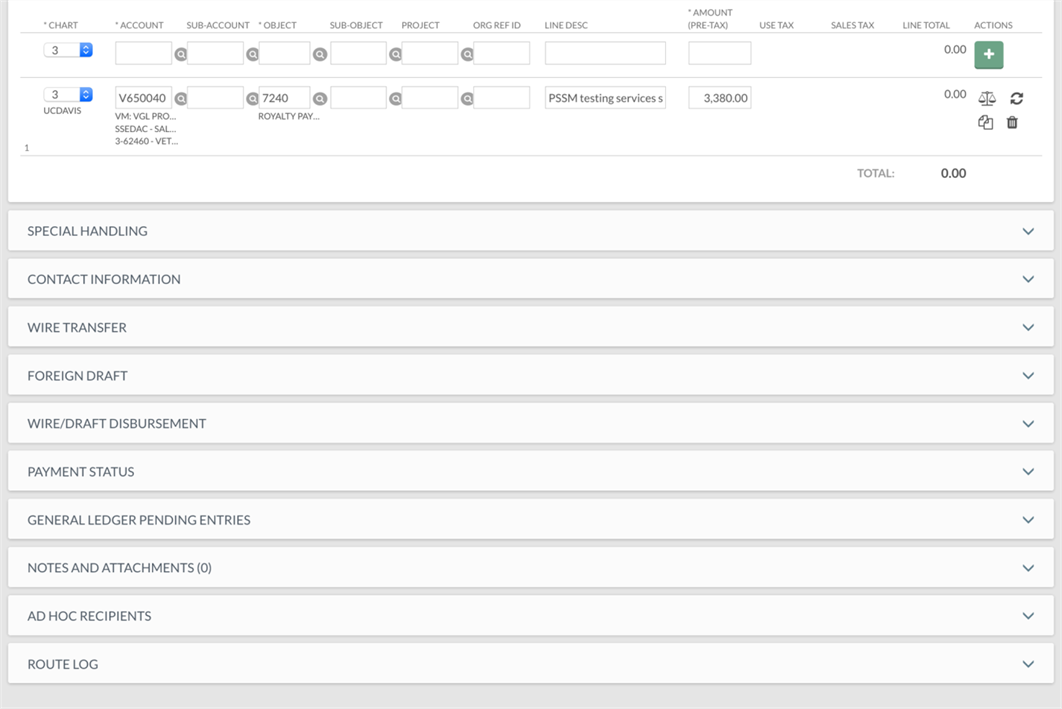 * CHART * ACCOUNT SUB-ACCOUNT * OBJECT SUB-OBJECT PROJECT ORG REF ID LINE DESC * AMOUNT (PRE-TAX) USE TAX SALES TAX LINE TOTAL ACTIONS
3 0.00
3 V650040 7240 PSSM testing services s 3,380.00 0.00
UCDAVIS VM: VGL PRO... ROYALTY PAY...
SSEDAC - SAL...
3-62460 - VET...
1
TOTAL: 0.00
SPECIAL HANDLING
CONTACT INFORMATION
WIRE TRANSFER
FOREIGN DRAFT
WIRE/DRAFT DISBURSEMENT
PAYMENT STATUS
GENERAL LEDGER PENDING ENTRIES
NOTES AND ATTACHMENTS (0)
AD HOC RECIPIENTS
ROUTE LOG